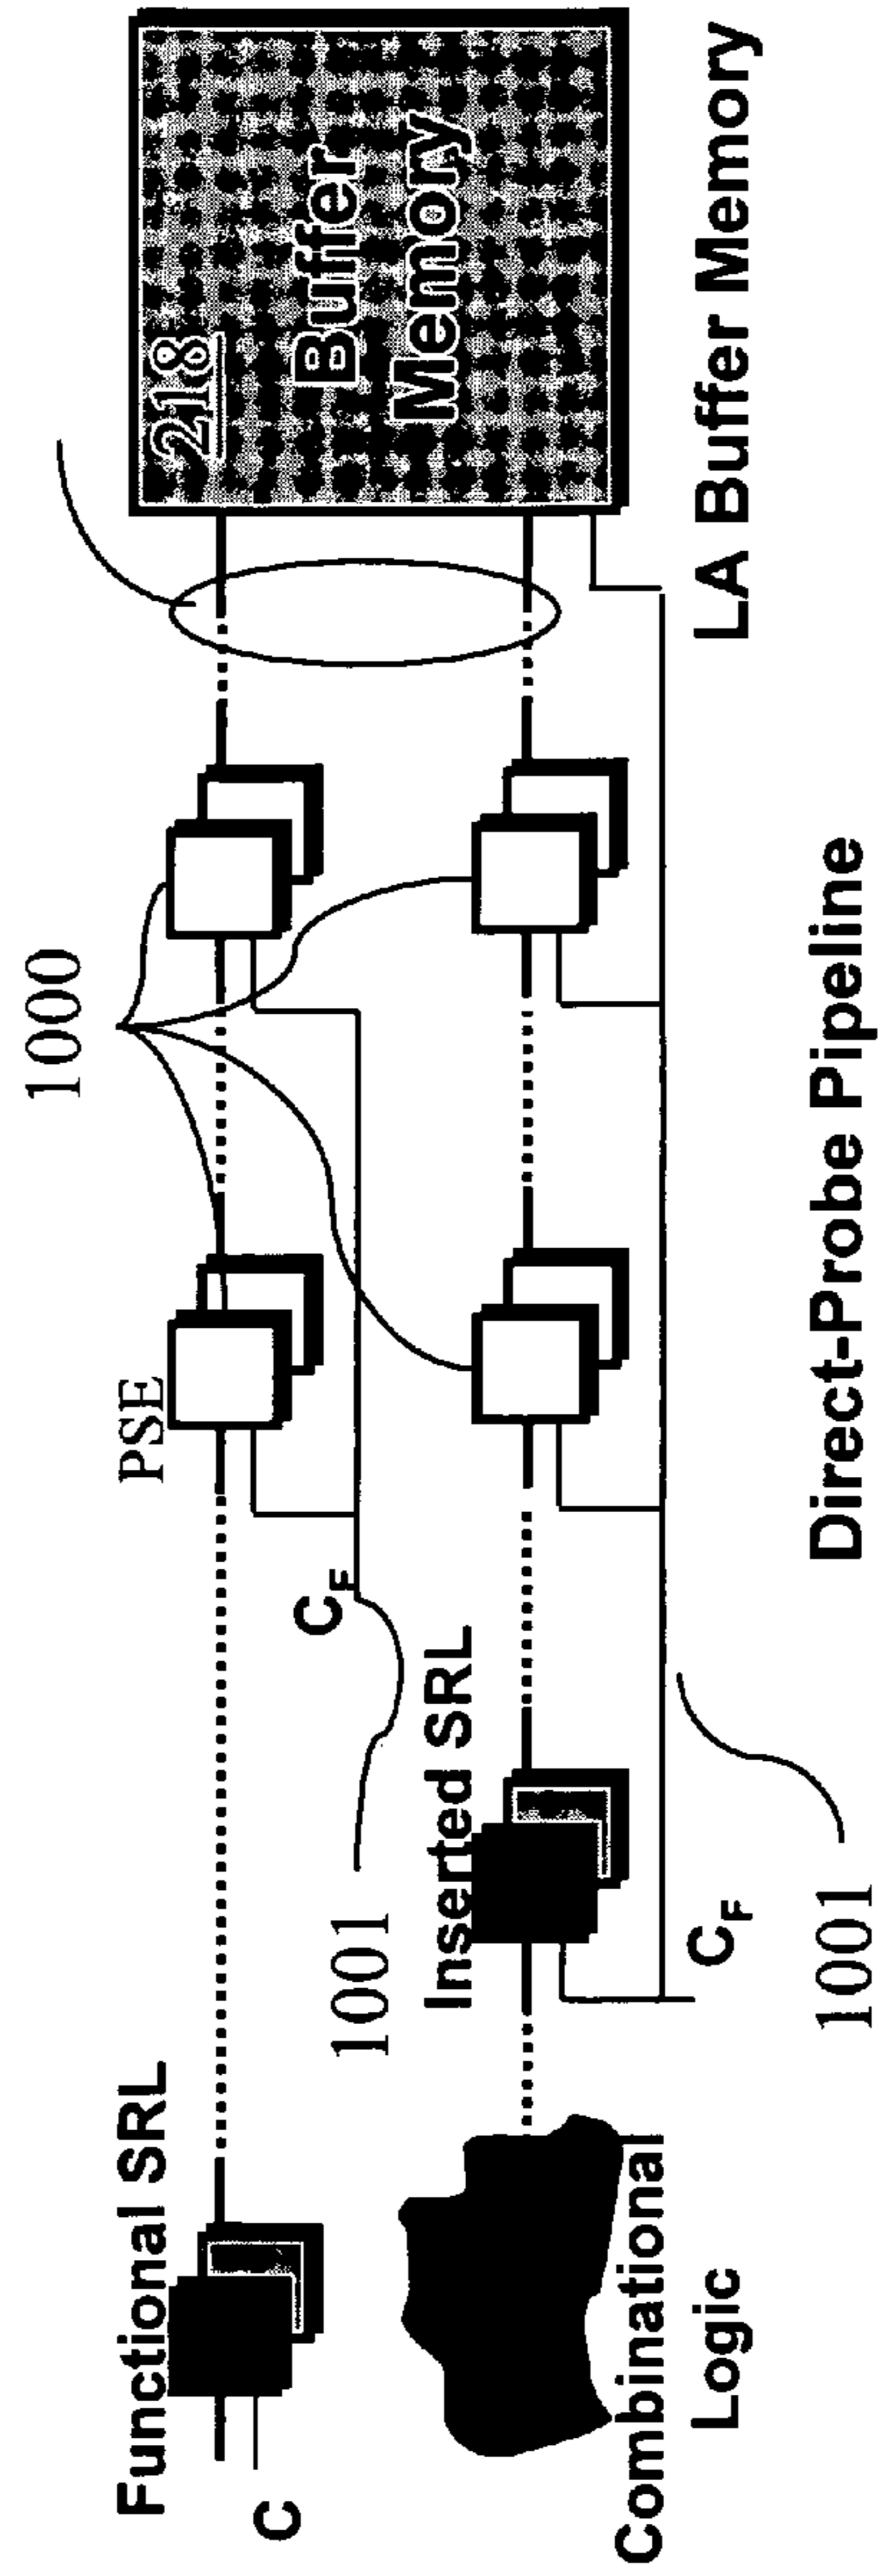 Functional SRL
C
PSE
1000
218
Buffer
Memory
C_F
1001
Inserted SRL
Combinational
Logic
C_F
1001
LA Buffer Memory
Direct-Probe Pipeline